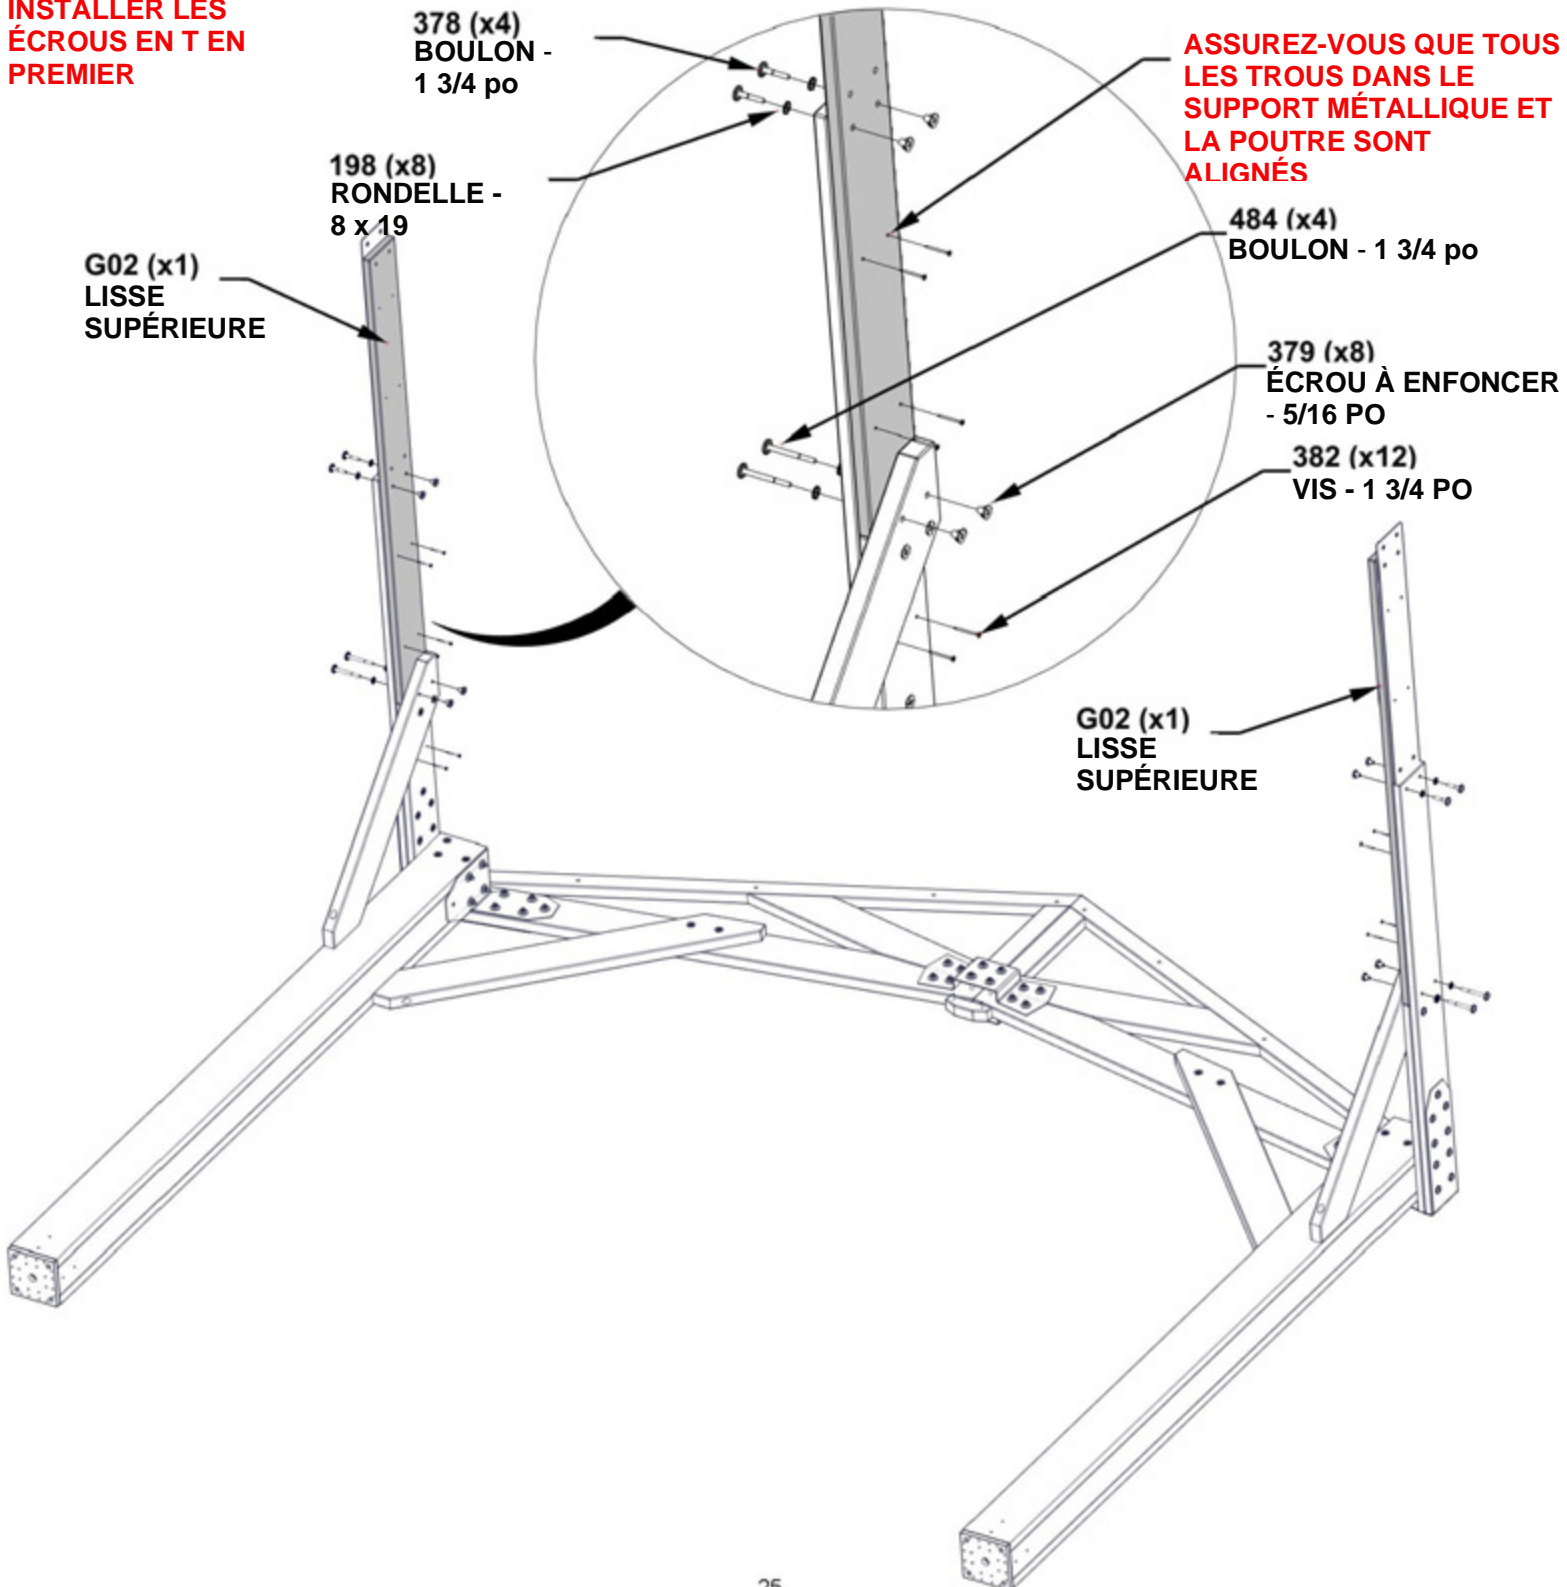 INSTALLER LES
ÉCROUS EN T EN
PREMIER
378 (x4)
BOULON -
1 3/4 po
ASSUREZ-VOUS QUE TOUS
LES TROUS DANS LE
SUPPORT MÉTALLIQUE ET
LA POUTRE SONT
ALIGNÉS
198 (x8)
RONDELLE -
8 x 19
484 (x4)
BOULON - 1 3/4 po
G02 (x1)
LISSE
SUPÉRIEURE
379 (x8)
ÉCROU À ENFONCER
- 5/16 PO
382 (x12)
VIS - 1 3/4 PO
G02 (x1)
LISSE
SUPÉRIEURE
25